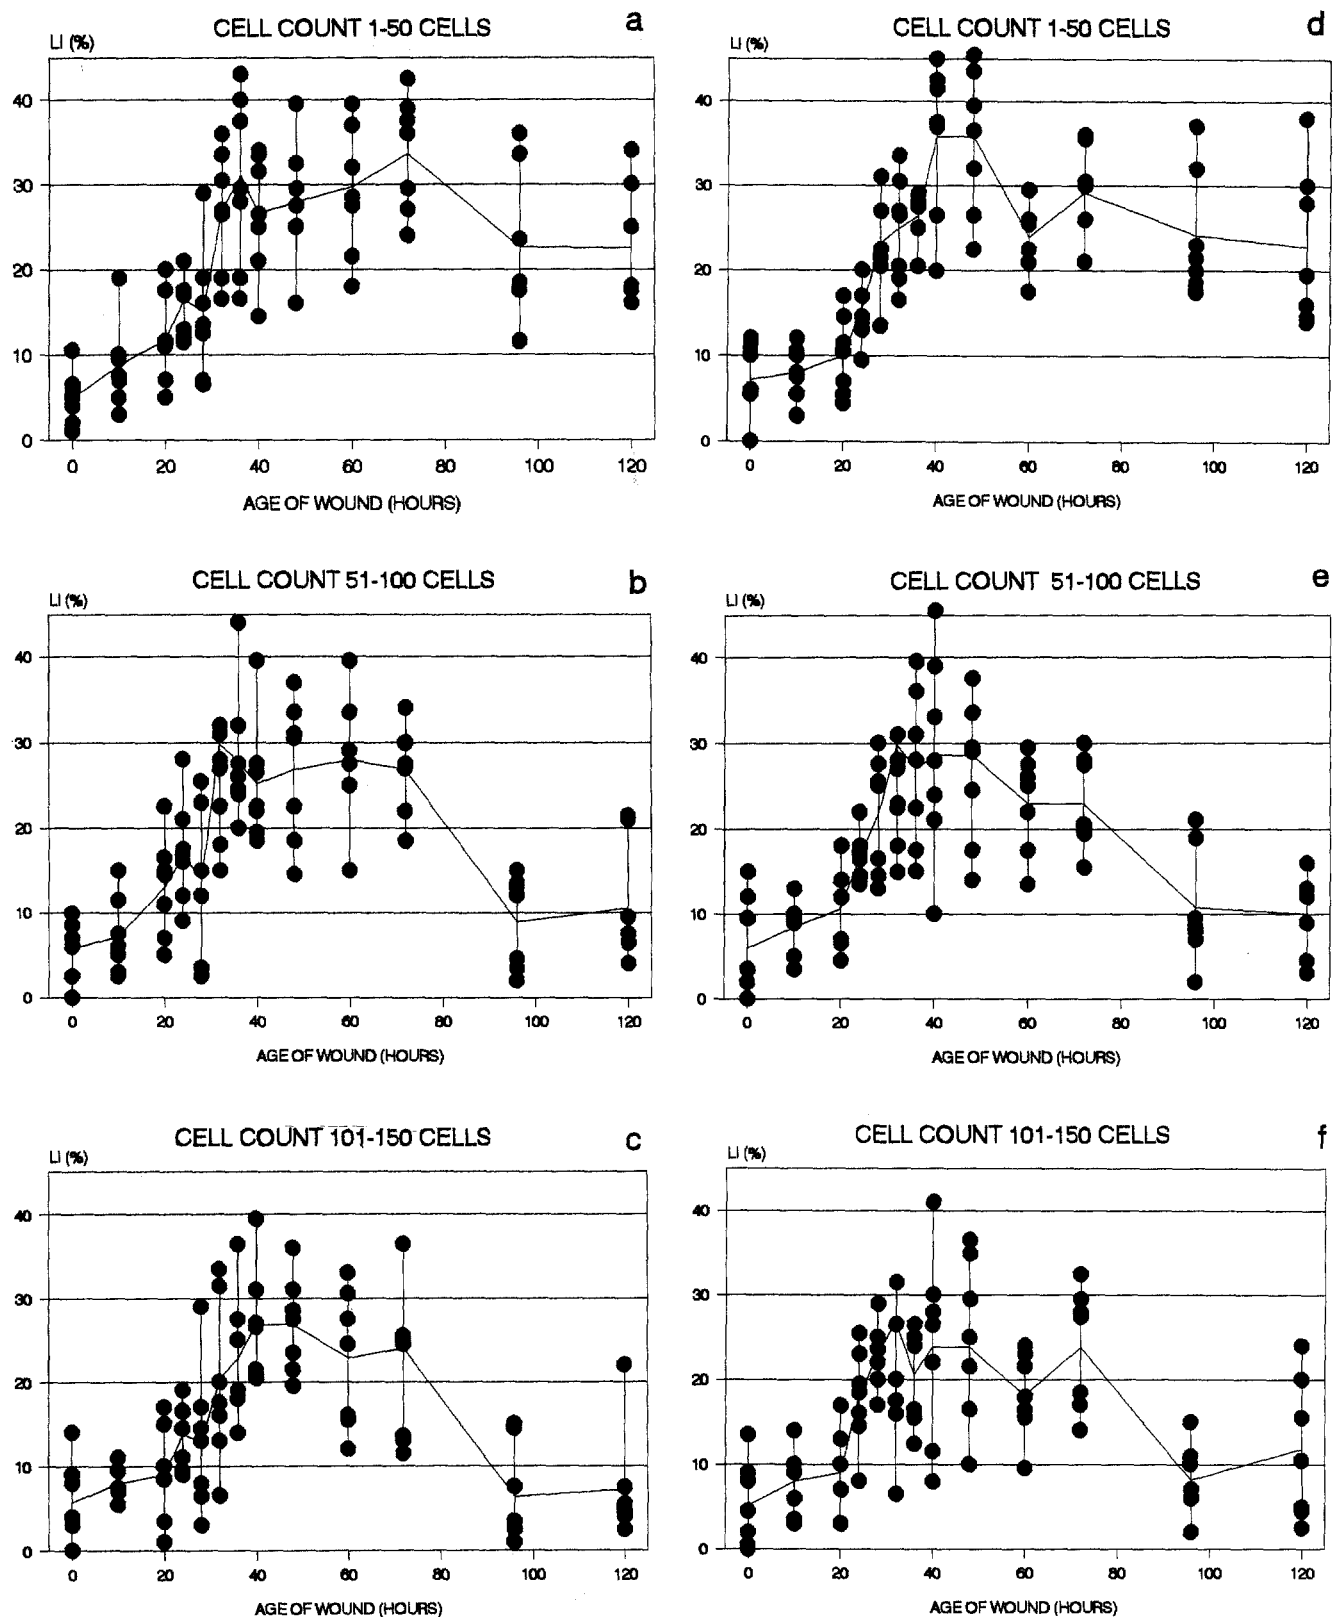 CELL COUNT 1-50 CELLS
a
LI (%)
40
30
20
10
0
0 20 40 60 80 100 120
AGE OF WOUND (HOURS)
CELL COUNT 1-50 CELLS
d
LI (%)
40
30
20
10
0
0 20 40 60 80 100 120
AGE OF WOUND (HOURS)
CELL COUNT 51-100 CELLS
b
LI (%)
40
30
20
10
0
0 20 40 60 80 100 120
AGE OF WOUND (HOURS)
CELL COUNT 51-100 CELLS
e
LI (%)
40
30
20
10
0
0 20 40 60 80 100 120
AGE OF WOUND (HOURS)
CELL COUNT 101-150 CELLS
c
LI (%)
40
30
20
10
0
0 20 40 60 80 100 120
AGE OF WOUND (HOURS)
CELL COUNT 101-150 CELLS
f
LI (%)
40
30
20
10
0
0 20 40 60 80 100 120
AGE OF WOUND (HOURS)